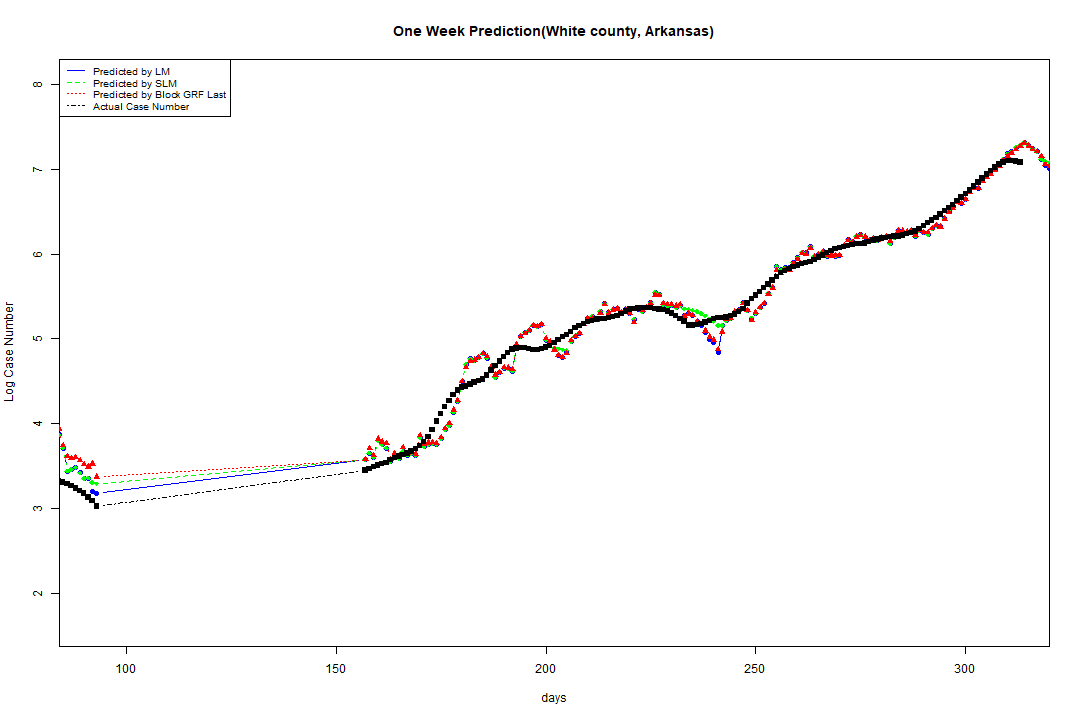 One Week Prediction(White county, Arkansas)
Predicted by LM
Predicted by SLM
Predicted by Block GRF Last
Actual Case Number
8
7
6
5
4
3
2
Log Case Number
100 150 200 250 300
days